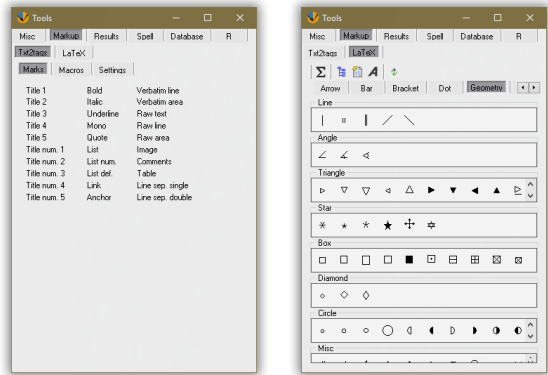 Tools
Misc Markup Results Spell Database R
Txt2tags LaTeX
Marks Macros Settings
Title 1 Bold Verbatim line
Title 2 Italic Verbatim area
Title 3 Underline Raw text
Title 4 Mono Raw line
Title 5 Quote Raw area
Title num. 1 List Image
Title num. 2 List num. Comments
Title num. 3 List def. Table
Title num. 4 Link Line sep. single
Title num. 5 Anchor Line sep. double
Tools
Misc Markup Results Spell Database R
Txt2tags LaTeX
Arrow Bar Bracket Dot Geometry
Line
Angle
Triangle
Star
Box
Diamond
Circle
Misc